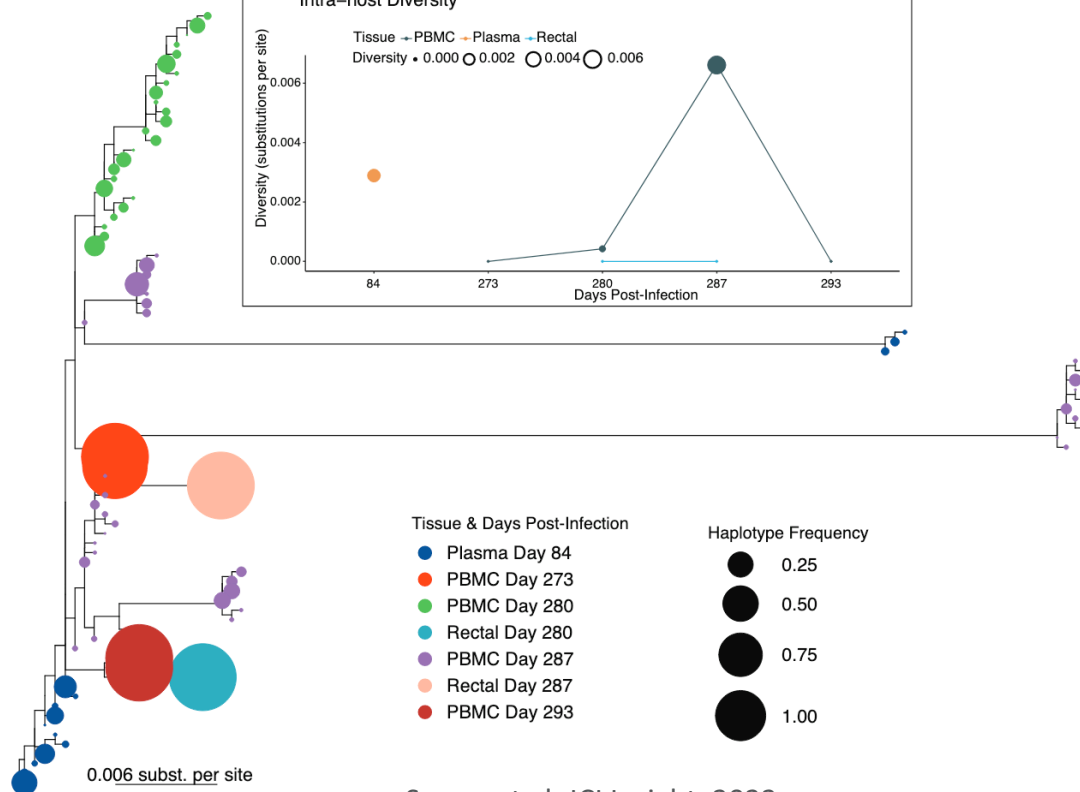 Intra-host Diversity
Tissue PBMC Plasma Rectal
Diversity 0.000 0.002 0.004 0.006
Diversity (substitutions per site)
0.006
0.004
0.002
0.000
84 273 280 287 293
Days Post-Infection
Tissue & Days Post-Infection
Plasma Day 84
PBMC Day 273
PBMC Day 280
Rectal Day 280
PBMC Day 287
Rectal Day 287
PBMC Day 293
Haplotype Frequency
0.25
0.50
0.75
1.00
0.006 subst. per site